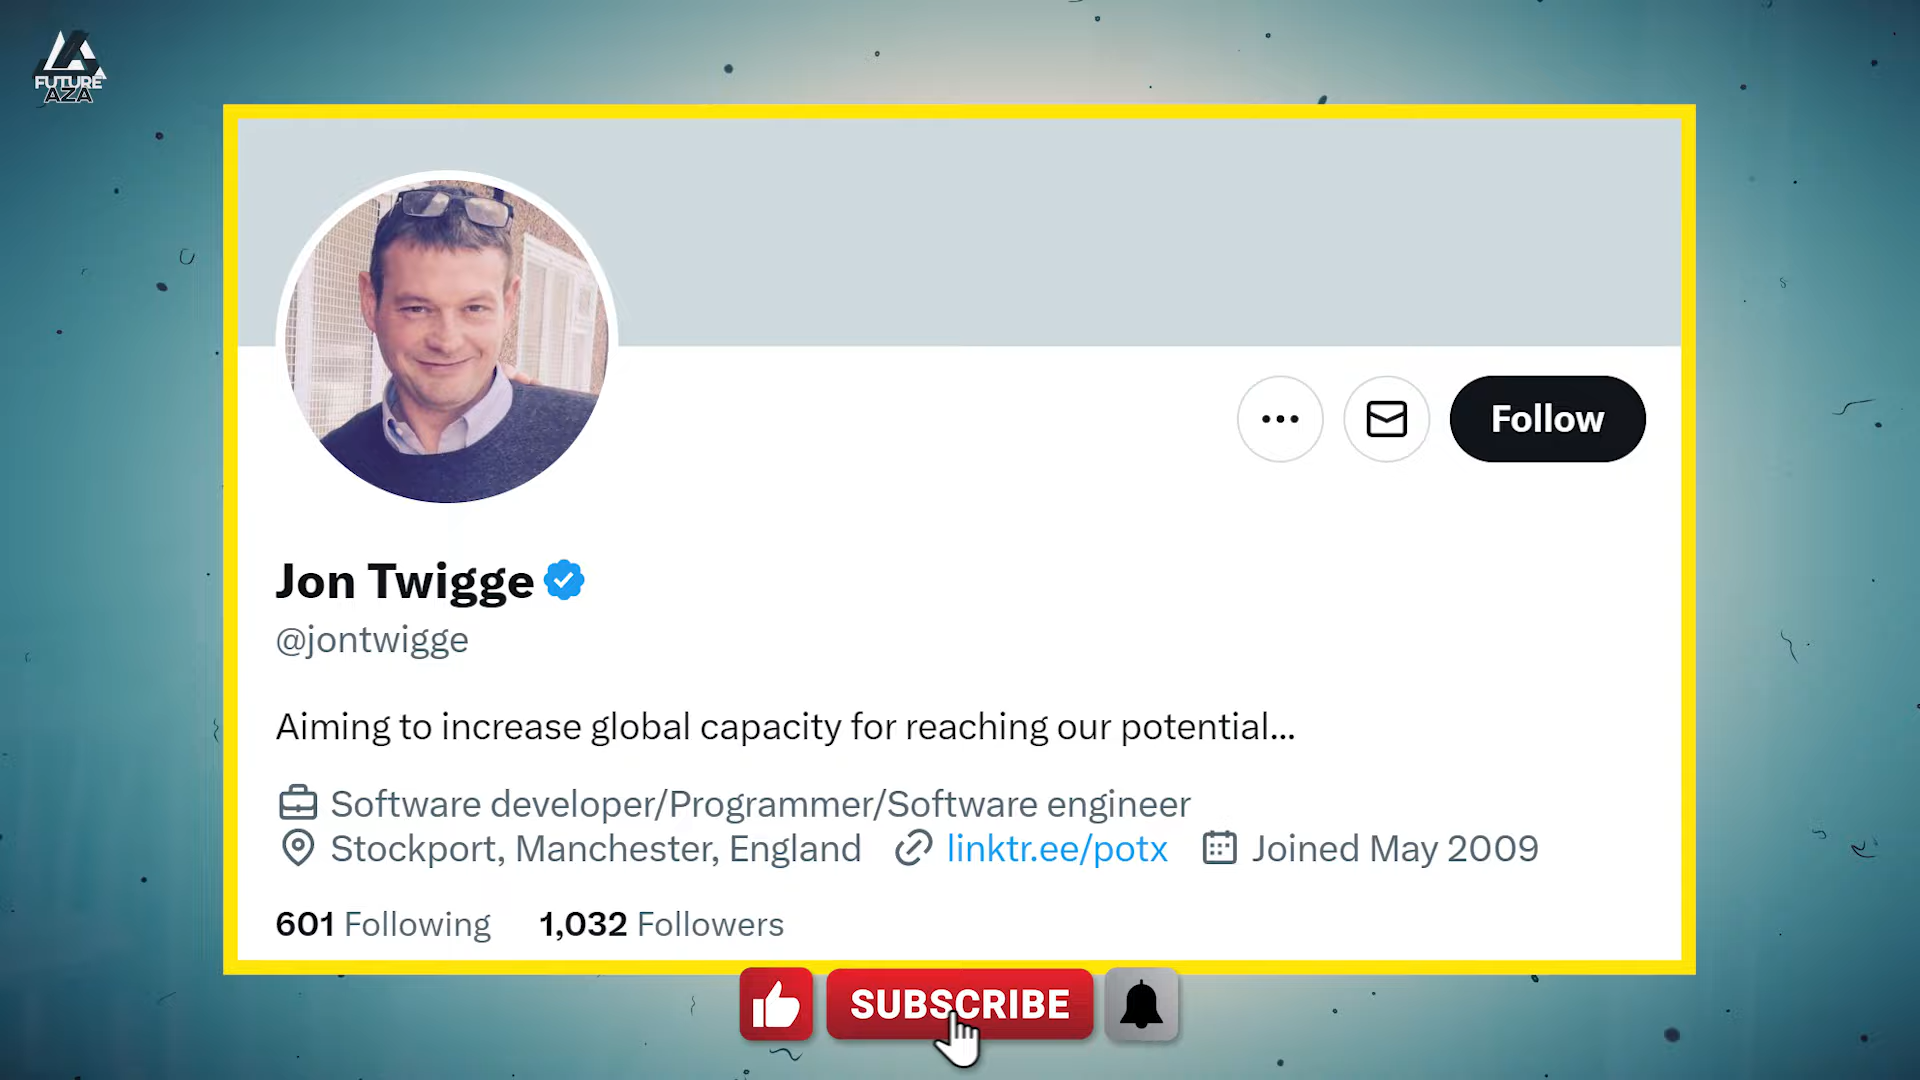 FUTURE
AZA
Follow
Jon Twigge
@jontwigge
Aiming to increase global capacity for reaching our potential...
Software developer/Programmer/Software engineer
Stockport, Manchester, England linktr.ee/potx Joined May 2009
601 Following 1,032 Followers
SUBSCRIBE